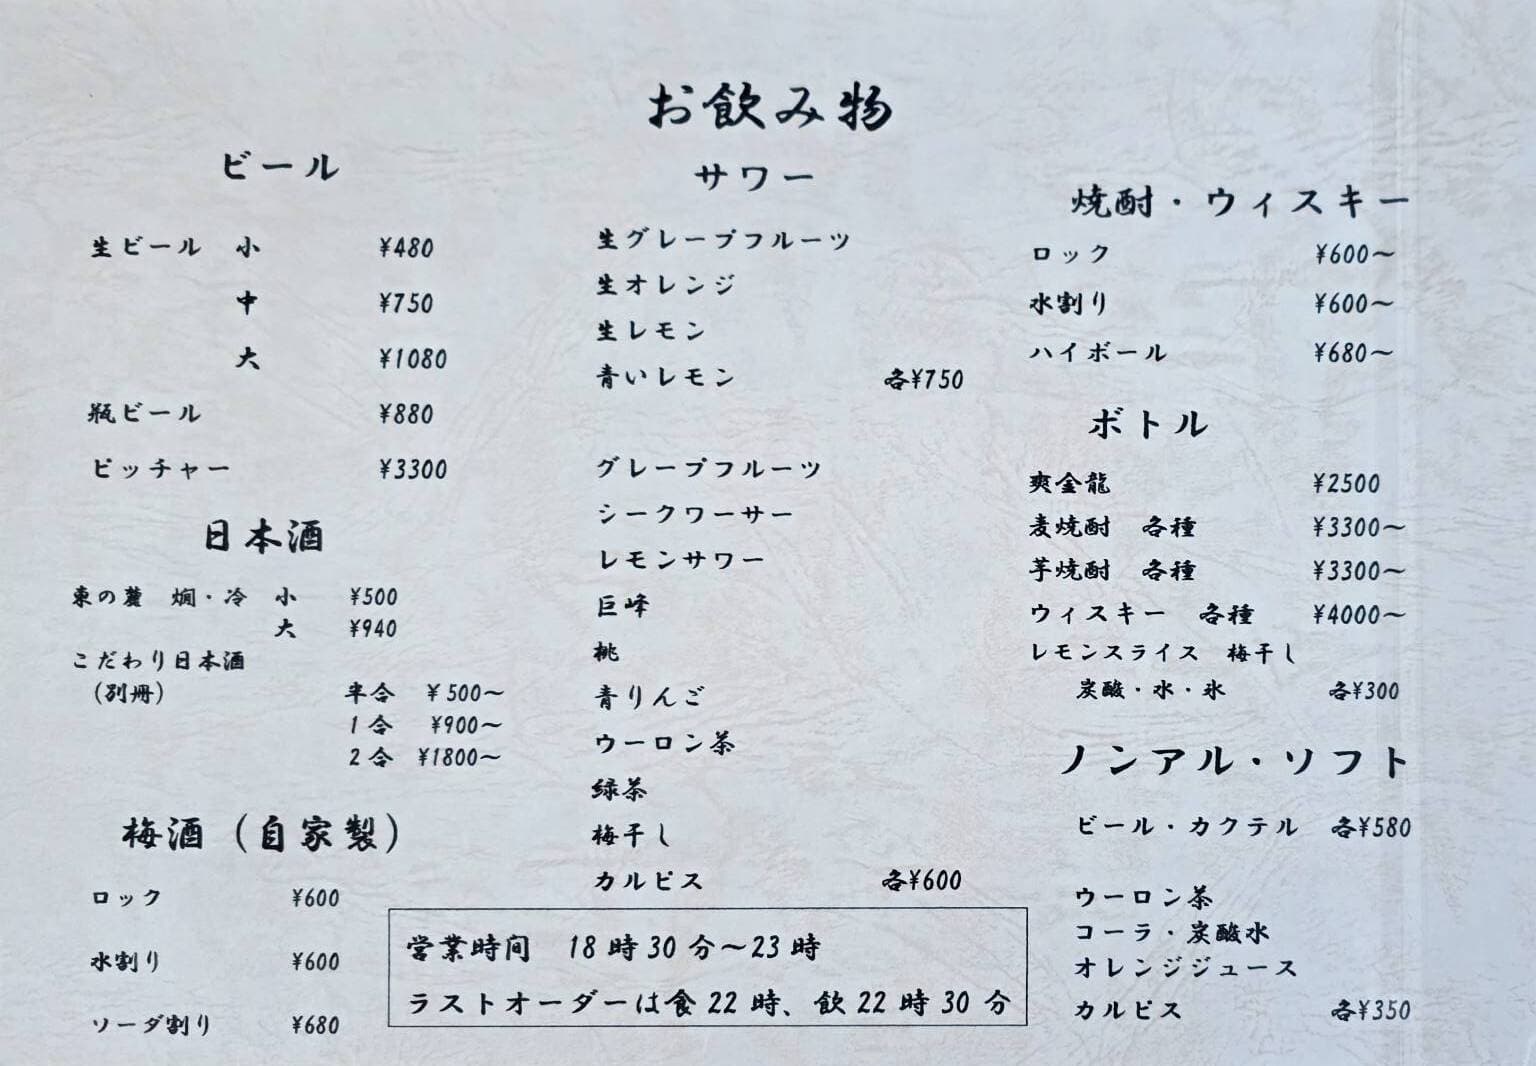 お飲み物
ビール
生ビール 小 ¥480
中 ¥750
大 ¥1080
瓶ビール ¥880
ピッチャー ¥3300
日本酒
東の麓 燗・冷 小 ¥500
大 ¥940
こだわり日本酒
（別冊） 半合 ¥500～
1合 ¥900～
2合 ¥1800～
梅酒（自家製）
ロック ¥600
水割り ¥600
ソーダ割り ¥680
サワー
生グレープフルーツ
生オレンジ
生レモン
青いレモン 各¥750
グレープフルーツ
シークワーサー
レモンサワー
巨峰
桃
青りんご
ウーロン茶
緑茶
梅干し
カルピス 各¥600
営業時間 18時30分～23時
ラストオーダーは食22時、飲22時30分
焼酎・ウィスキー
ロック ¥600～
水割り ¥600～
ハイボール ¥680～
ボトル
爽金龍 ¥2500
麦焼酎 各種 ¥3300～
芋焼酎 各種 ¥3300～
ウィスキー 各種 ¥4000～
レモンスライス 梅干し
炭酸・水・氷 各¥300
ノンアル・ソフト
ビール・カクテル 各¥580
ウーロン茶
コーラ・炭酸水
オレンジジュース
カルピス 各¥350